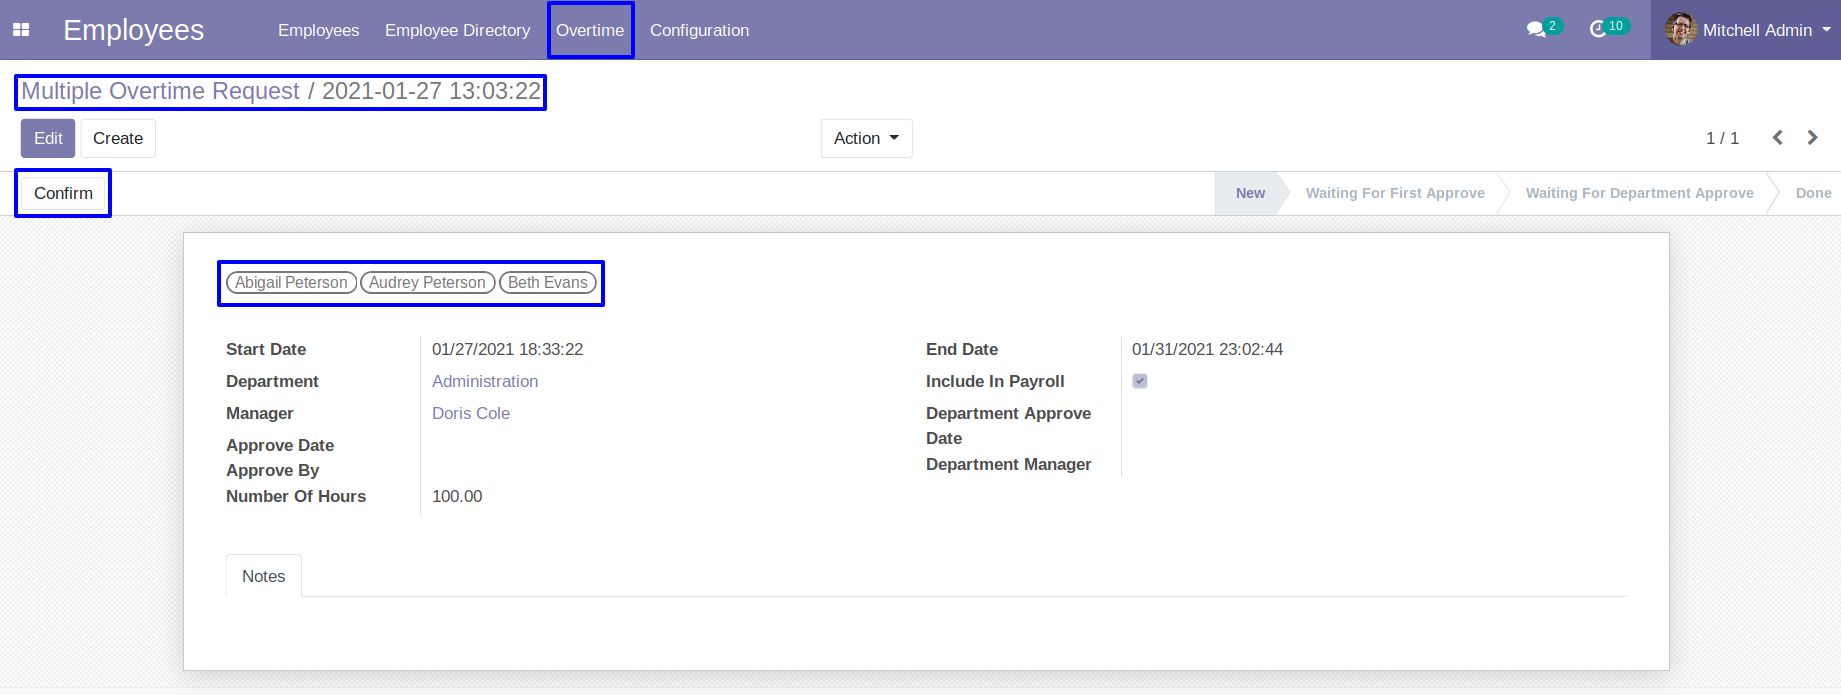 Employees Employees Employee Directory Overtime Configuration 2 10 Mitchell Admin
Multiple Overtime Request / 2021-01-27 13:03:22
Edit Create Action 1 / 1
Confirm New Waiting For First Approve Waiting For Department Approve Done
Abigail Peterson Audrey Peterson Beth Evans
Start Date 01/27/2021 18:33:22 End Date 01/31/2021 23:02:44
Department Administration Include In Payroll
Manager Doris Cole Department Approve
Date
Approve Date
Approve By Department Manager
Number Of Hours 100.00
Notes